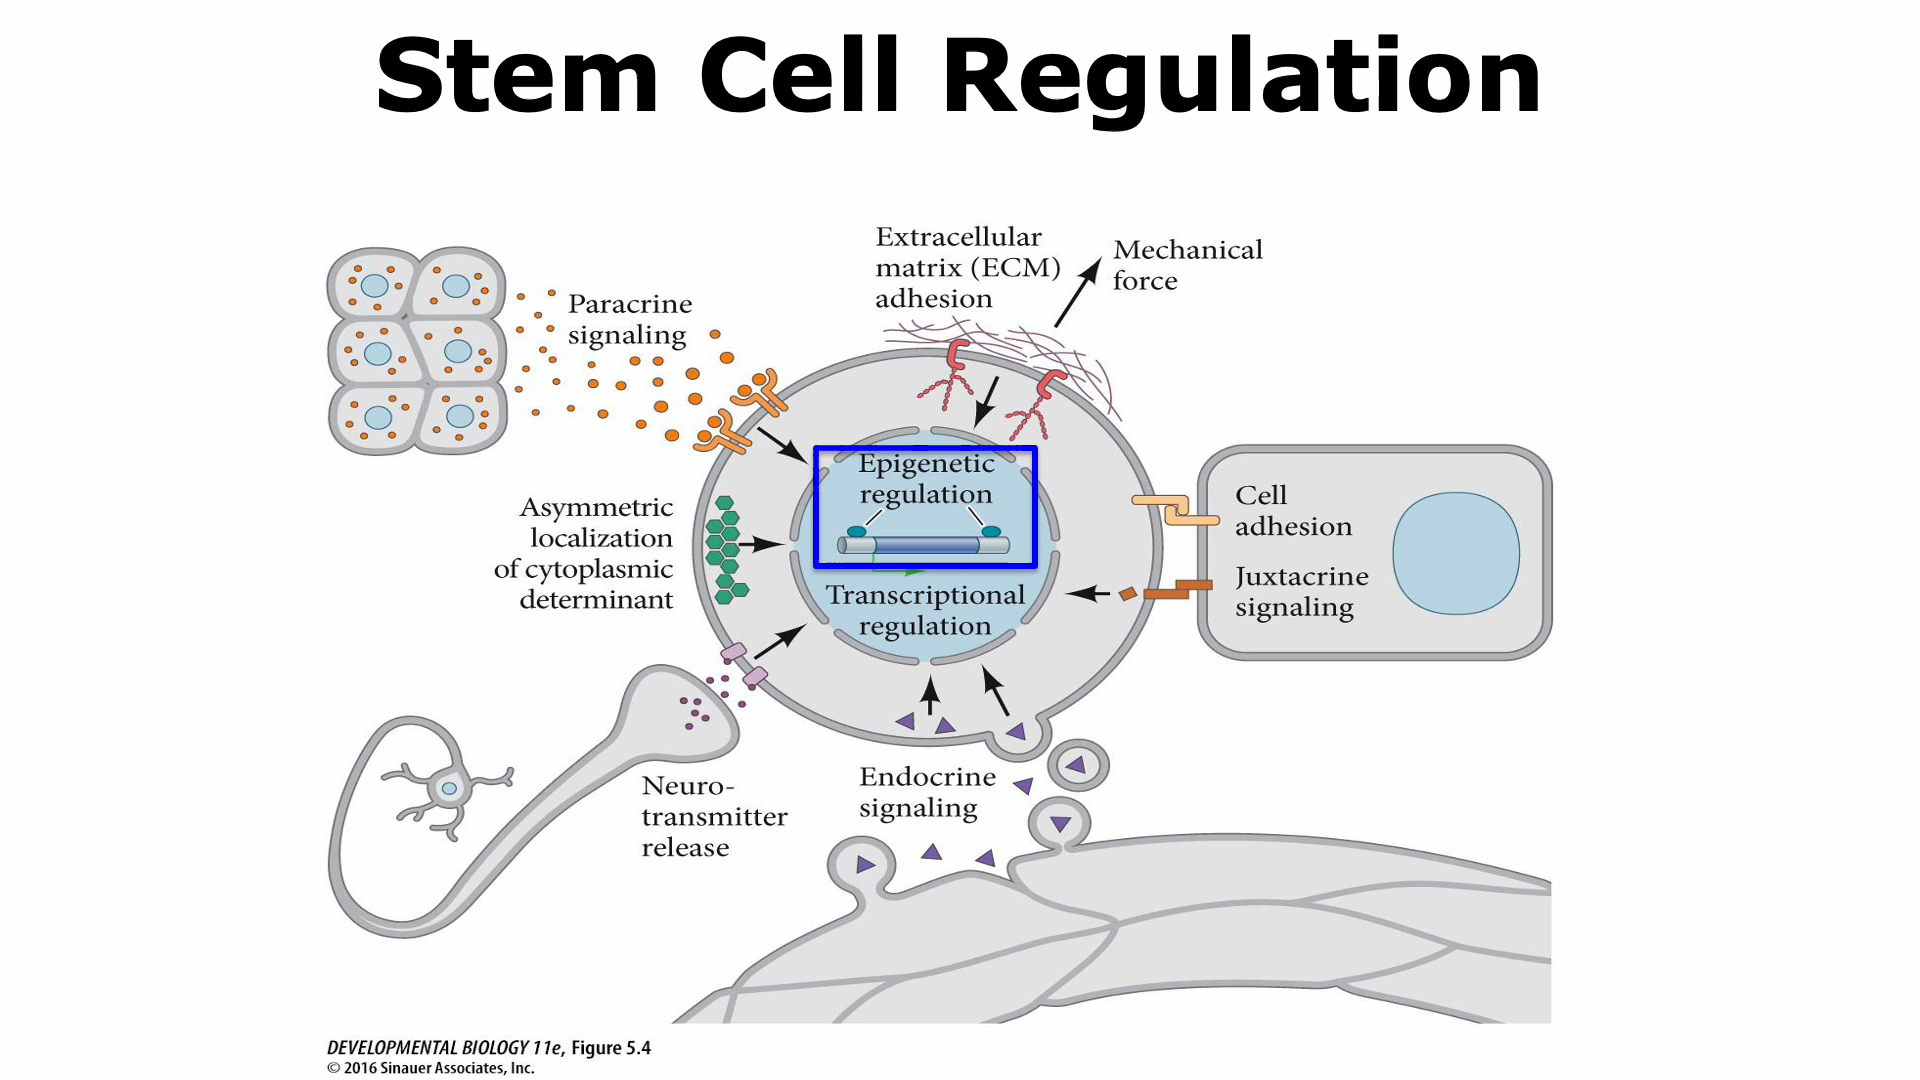 Stem Cell Regulation
Extracellular
matrix (ECM)
adhesion
Mechanical
force
Paracrine
signaling
Epigenetic
regulation
Asymmetric
localization
of cytoplasmic
determinant
Cell
adhesion
Juxtacrine
signaling
Transcriptional
regulation
Neuro-
transmitter
release
Endocrine
signaling
DEVELOPMENTAL BIOLOGY 11e, Figure 5.4
© 2016 Sinauer Associates, Inc.